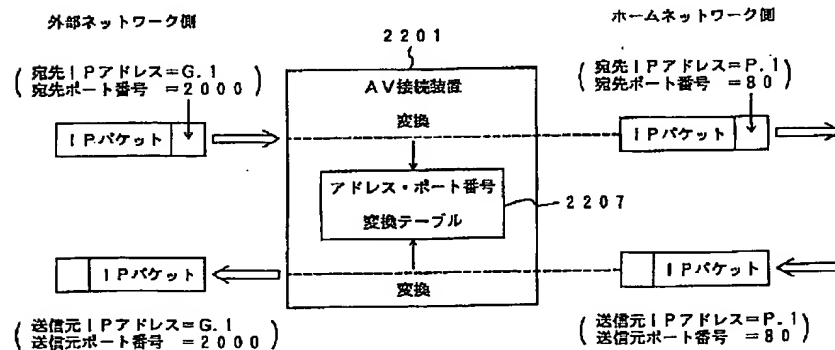 外部ネットワーク側
ホームネットワーク側
2201
宛先IPアドレス=G.1
宛先ポート番号 =2000
宛先IPアドレス=P.1
宛先ポート番号 =80
AV接続装置
変換
IPパケット
IPパケット
アドレス・ポート番号
変換テーブル
2207
IPパケット
IPパケット
変換
送信元IPアドレス=G.1
送信元ポート番号 =2000
送信元IPアドレス=P.1
送信元ポート番号 =80